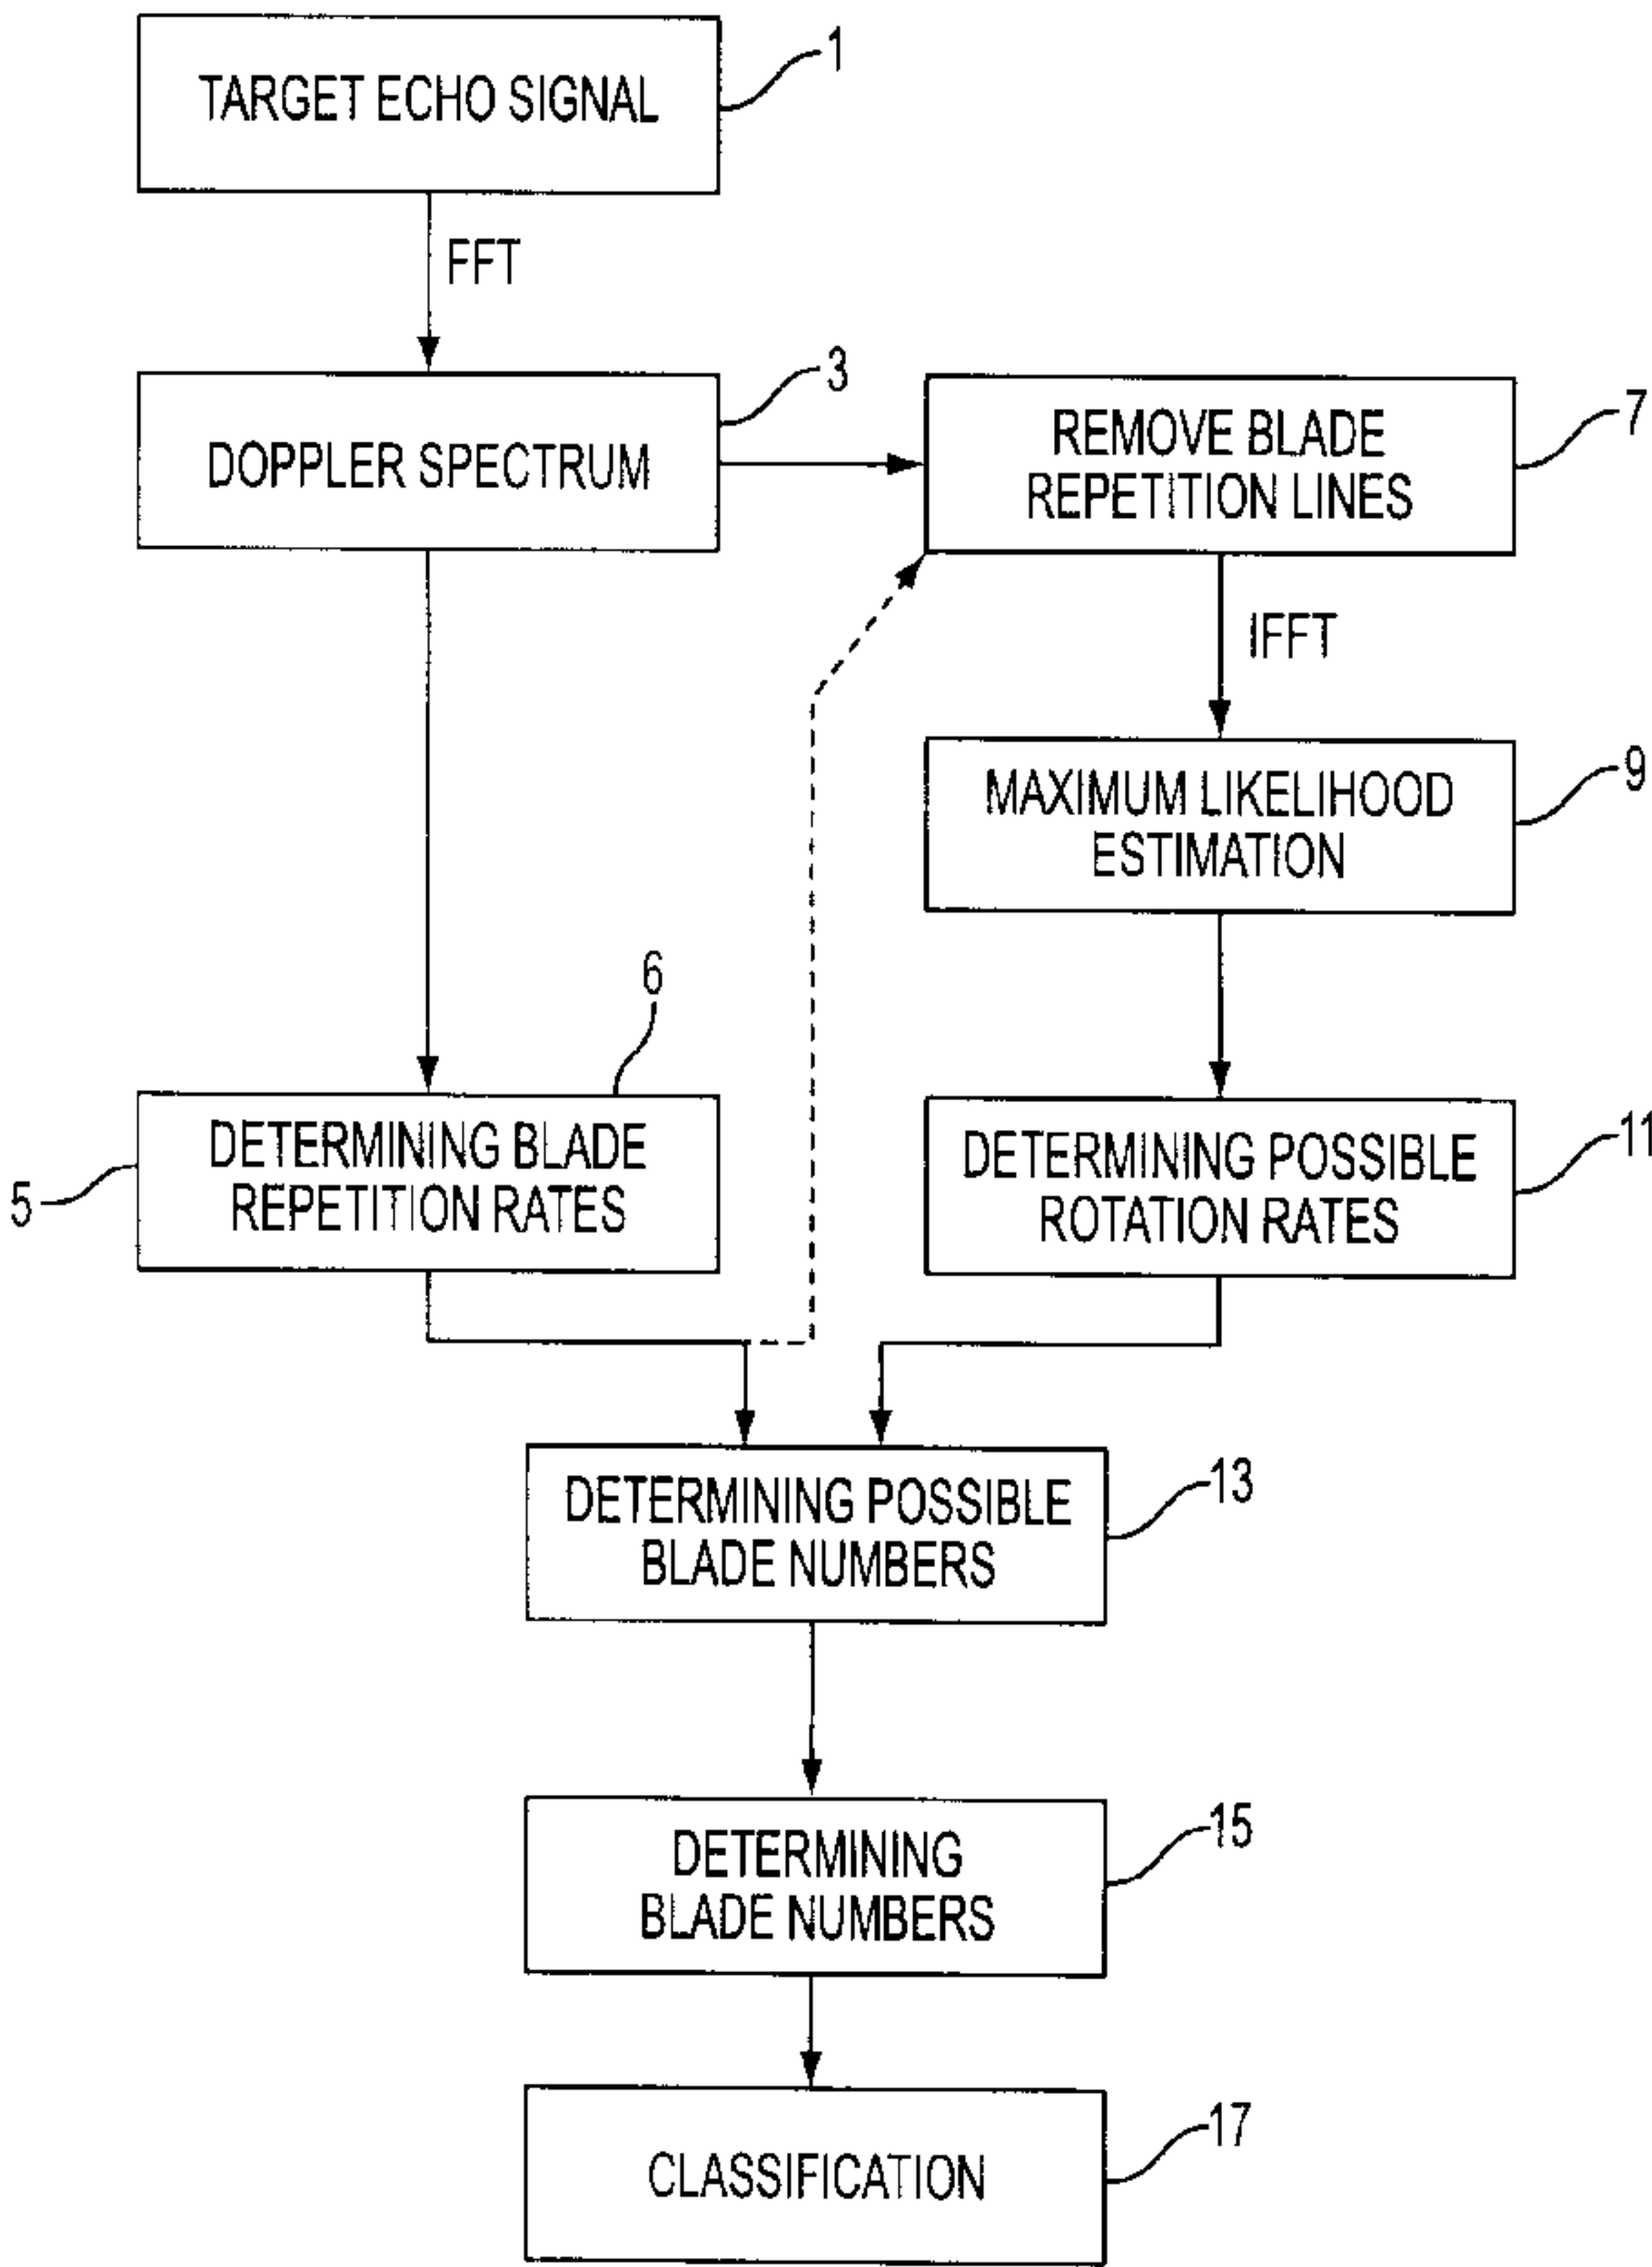 TARGET ECHO SIGNAL
1
FFT
DOPPLER SPECTRUM
3
REMOVE BLADE
REPETITION LINES
7
IFFT
MAXIMUM LIKELIHOOD
ESTIMATION
9
6
DETERMINING BLADE
REPETITION RATES
5
DETERMINING POSSIBLE
ROTATION RATES
11
DETERMINING POSSIBLE
BLADE NUMBERS
13
DETERMINING
BLADE NUMBERS
15
CLASSIFICATION
17